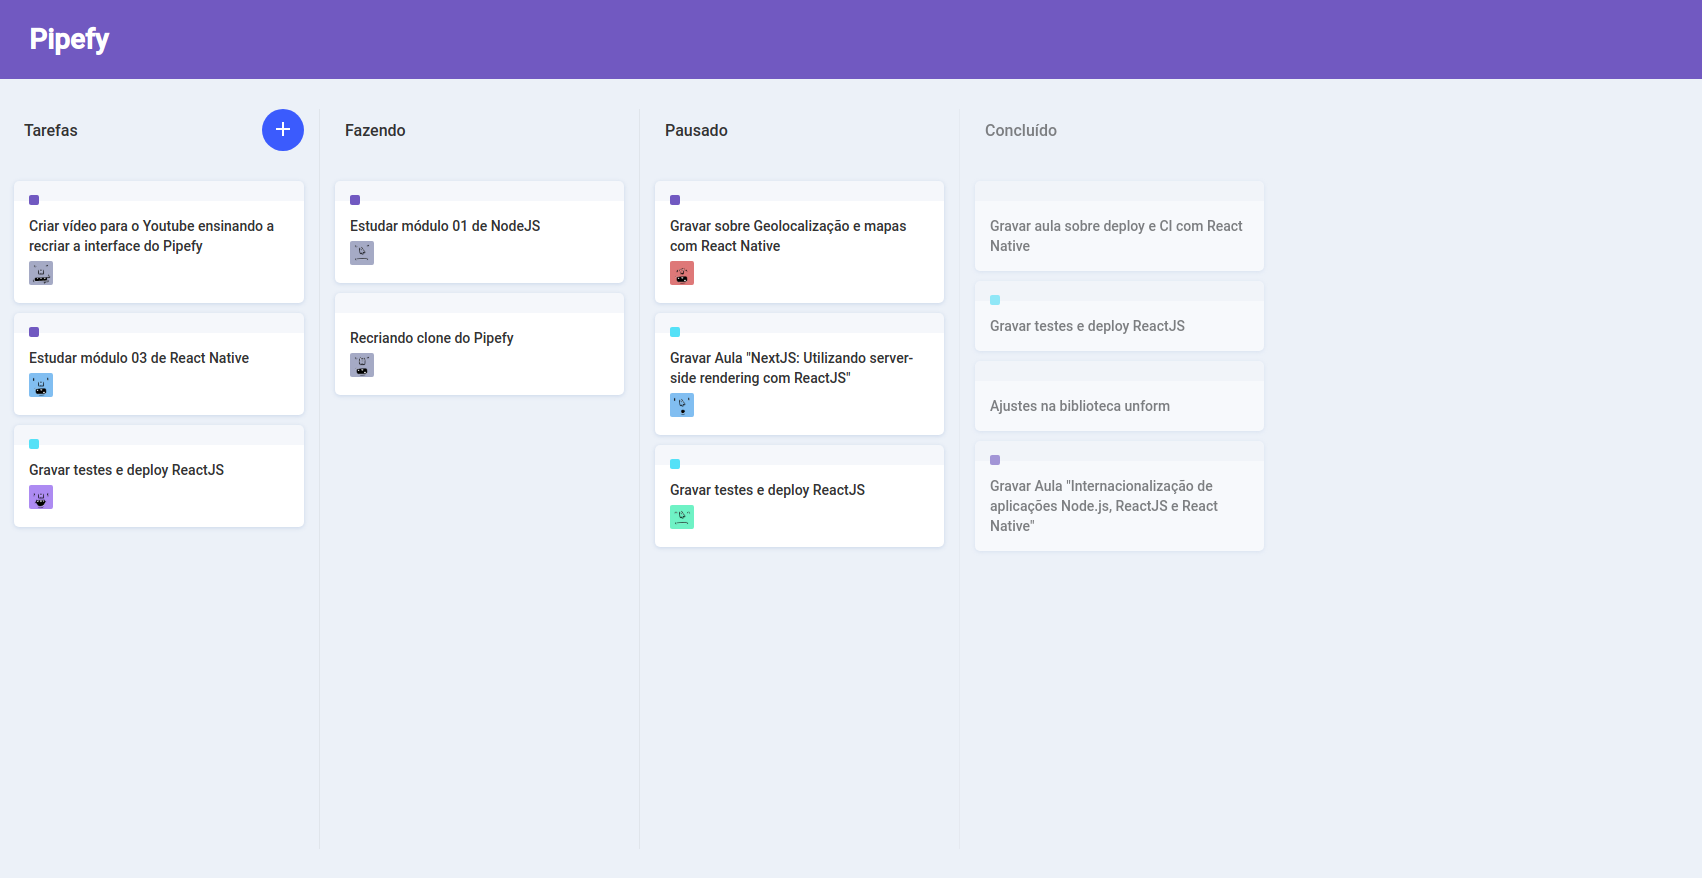 Pipefy
Tarefas
Criar vídeo para o Youtube ensinando a
recriar a interface do Pipefy
Estudar módulo 03 de React Native
Gravar testes e deploy ReactJS
Fazendo
Estudar módulo 01 de NodeJS
Recriando clone do Pipefy
Pausado
Gravar sobre Geolocalização e mapas
com React Native
Gravar Aula "NextJS: Utilizando server-
side rendering com ReactJS"
Gravar testes e deploy ReactJS
Concluído
Gravar aula sobre deploy e CI com React
Native
Gravar testes e deploy ReactJS
Ajustes na biblioteca unform
Gravar Aula "Internacionalização de
aplicações Node.js, ReactJS e React
Native"